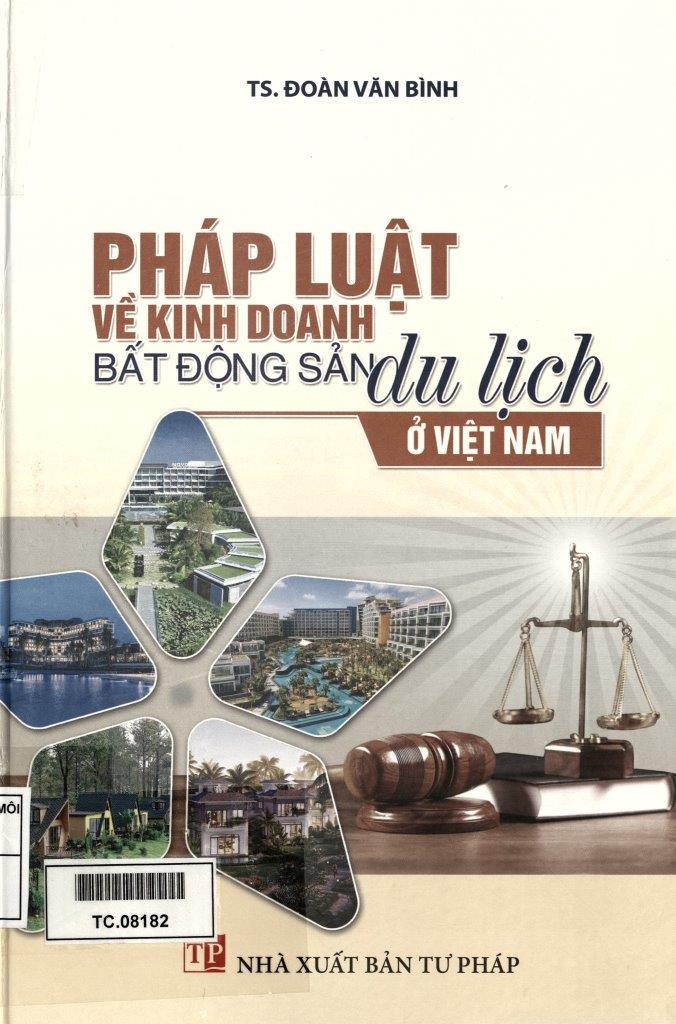 TS. ĐOÀN VĂN BÌNH
PHÁP LUẬT
VỀ KINH DOANH
BẤT ĐỘNG SẢN du lịch
Ở VIỆT NAM
MÔI
TC.08182
TP NHÀ XUẤT BẢN TƯ PHÁP